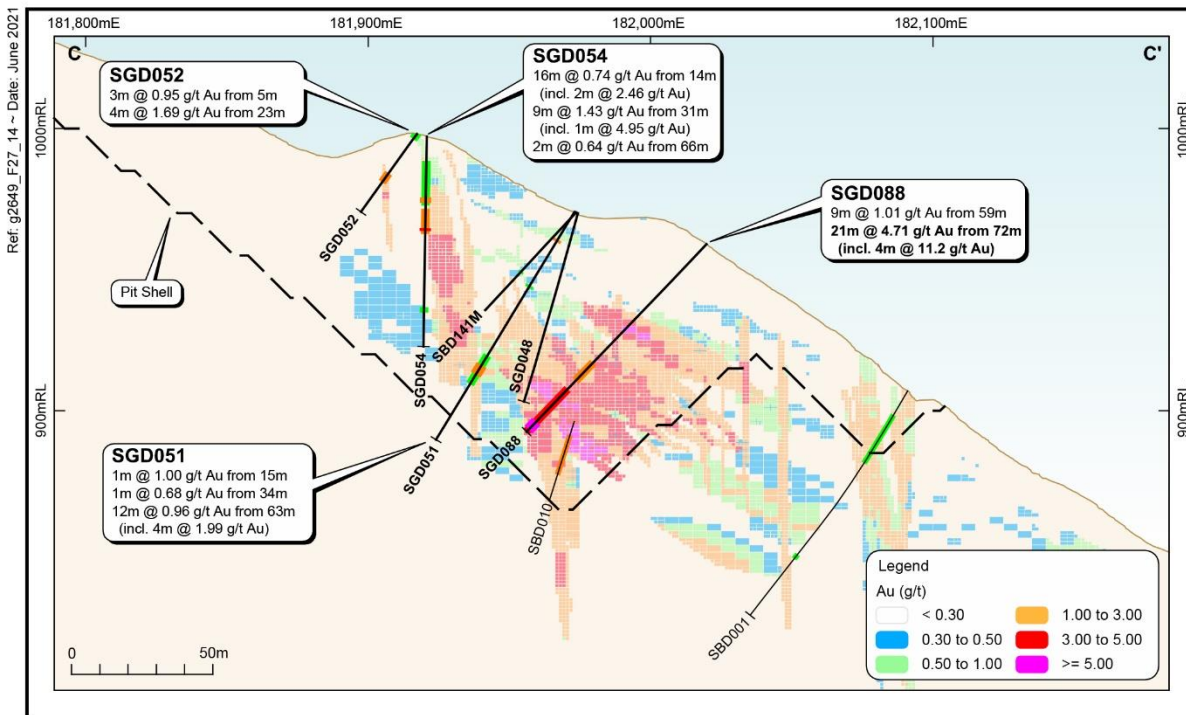 181,800mE
181,900mE
182,000mE
182,100mE
Ref: g2649_F27_14 ~ Date: June 2021
C
C'
SGD052
3m @ 0.95 g/t Au from 5m
4m @ 1.69 g/t Au from 23m
SGD054
16m @ 0.74 g/t Au from 14m
(incl. 2m @ 2.46 g/t Au)
9m @ 1.43 g/t Au from 31m
(incl. 1m @ 4.95 g/t Au)
2m @ 0.64 g/t Au from 66m
1000mRL
1000mRL
SGD088
9m @ 1.01 g/t Au from 59m
21m @ 4.71 g/t Au from 72m
(incl. 4m @ 11.2 g/t Au)
SGD052
Pit Shell
SBD141M
SGD054
SGD048
900mRL
900mRL
SGD051
SGD088
SGD051
1m @ 1.00 g/t Au from 15m
1m @ 0.68 g/t Au from 34m
12m @ 0.96 g/t Au from 63m
(incl. 4m @ 1.99 g/t Au)
SBD010
SBD001
Legend
Au (g/t)
< 0.30
0.30 to 0.50
0.50 to 1.00
1.00 to 3.00
3.00 to 5.00
>= 5.00
0 50m